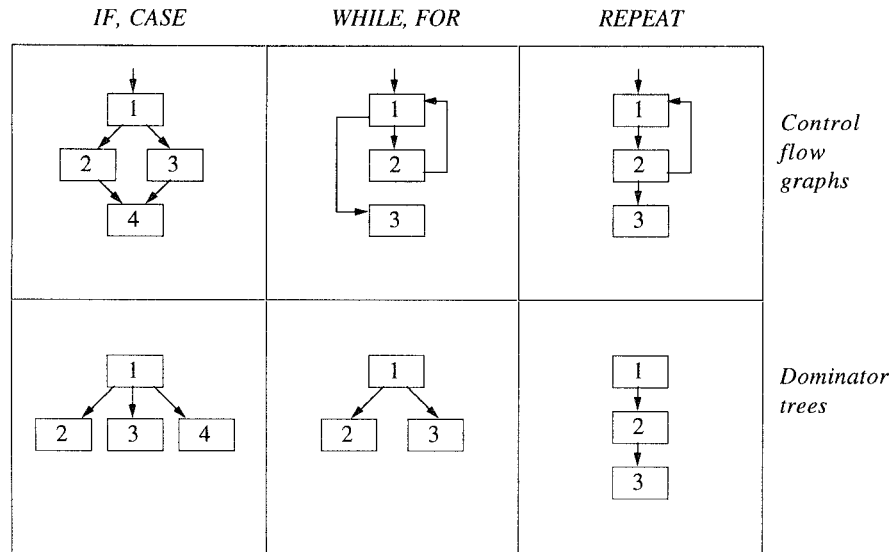 IF, CASE WHILE, FOR REPEAT
1 1 1
2 3 2 2
4 3 3
Control
flow
graphs
1 1 1
2 3 4 2 3 2
3
Dominator
trees